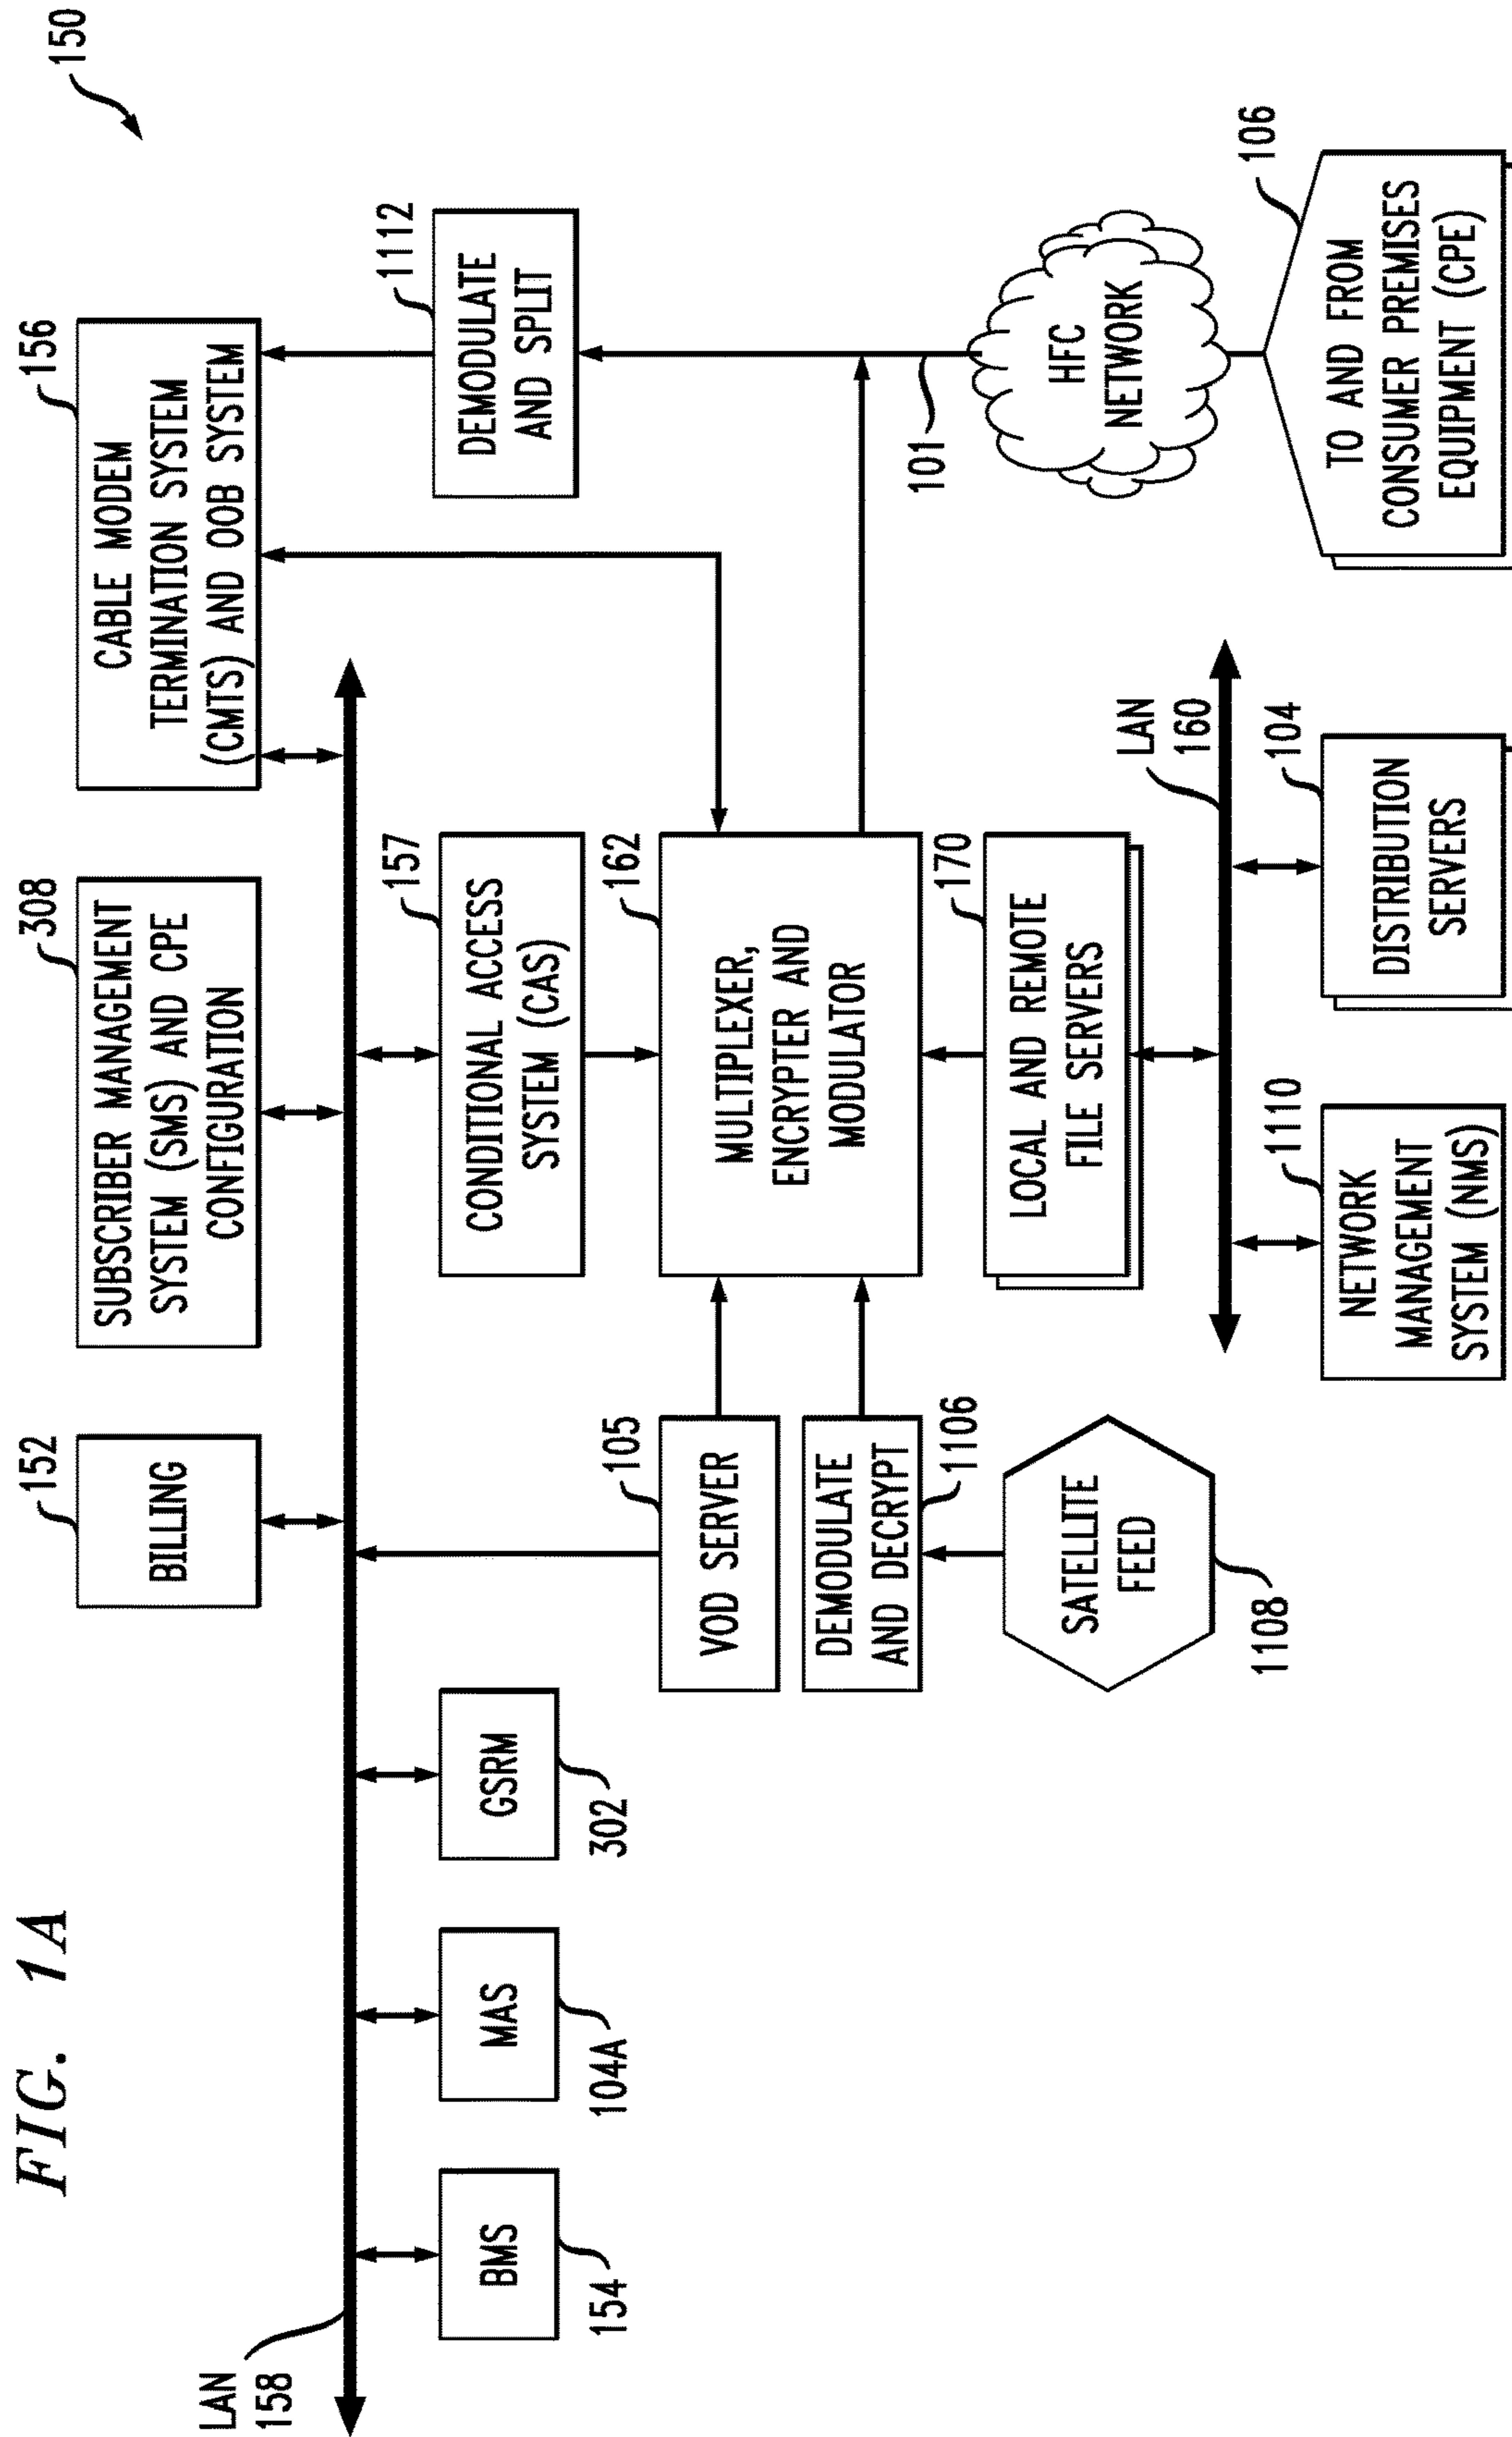 FIG. 1A
150
152
BILLING
308
SUBSCRIBER MANAGEMENT
SYSTEM (SMS) AND CPE
CONFIGURATION
156
CABLE MODEM
TERMINATION SYSTEM
(CMTS) AND OOB SYSTEM
LAN
158
BMS
154
MAS
104A
GSRM
302
157
CONDITIONAL ACCESS
SYSTEM (CAS)
1112
DEMODULATE
AND SPLIT
105
VOD SERVER
162
MULTIPLEXER,
ENCRYPTER AND
MODULATOR
DEMODULATE
AND DECRYPT
1106
101
SATELLITE
FEED
1108
170
LOCAL AND REMOTE
FILE SERVERS
HFC
NETWORK
LAN
160
1110
NETWORK
MANAGEMENT
SYSTEM (NMS)
104
DISTRIBUTION
SERVERS
106
TO AND FROM
CONSUMER PREMISES
EQUIPMENT (CPE)